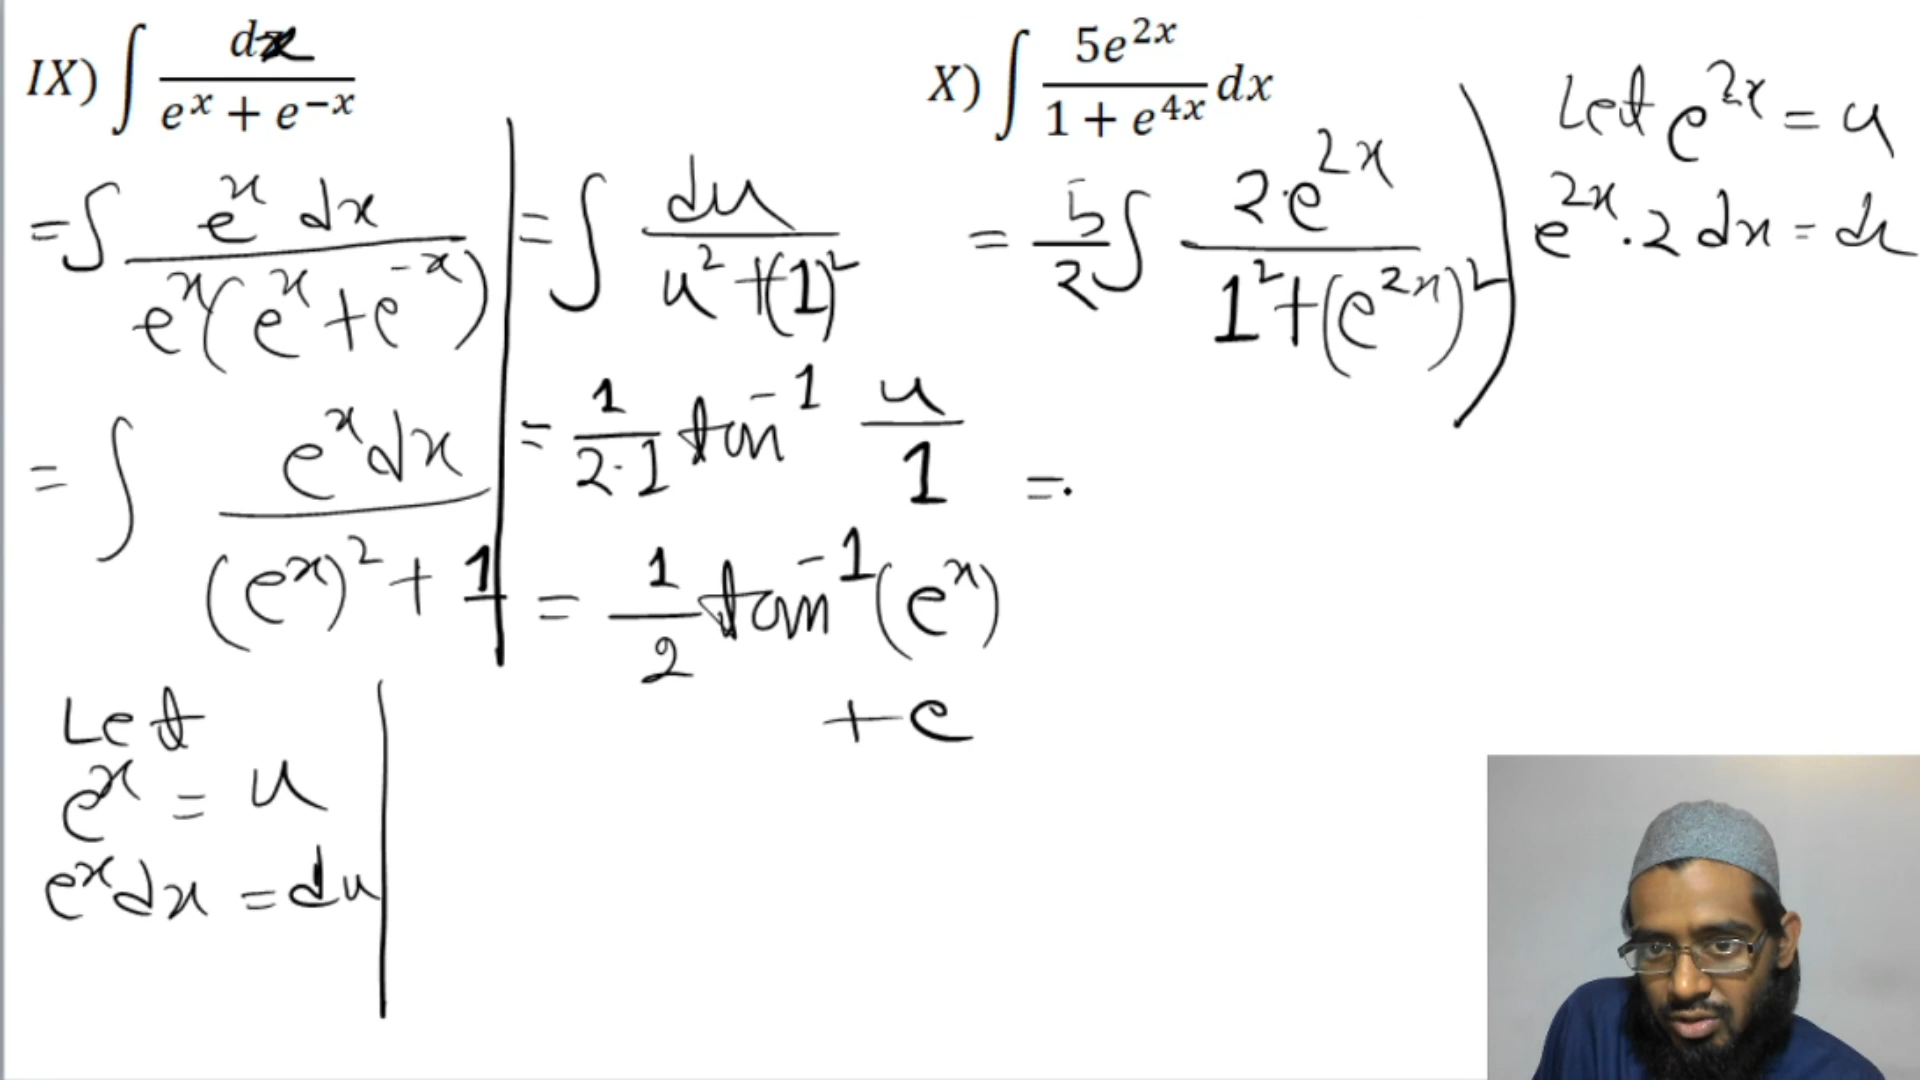 IX) ∫ dx / (e^x + e^{-x})
= ∫ e^x dx / (e^x (e^x + e^{-x}))
= ∫ e^x dx / ((e^x)^2 + 1)
Let
e^x = u
e^x dx = du
= ∫ du / (u^2 + (1)^2)
= 1/(2·1) tan^{-1} u/1
= 1/2 tan^{-1} (e^x)
+ c
X) ∫ 5e^{2x} / (1 + e^{4x}) dx
= 5/2 ∫ 2·e^{2x} / (1^2 + (e^{2x})^2)
=
Let e^{2x} = u
e^{2x} · 2 dx = du